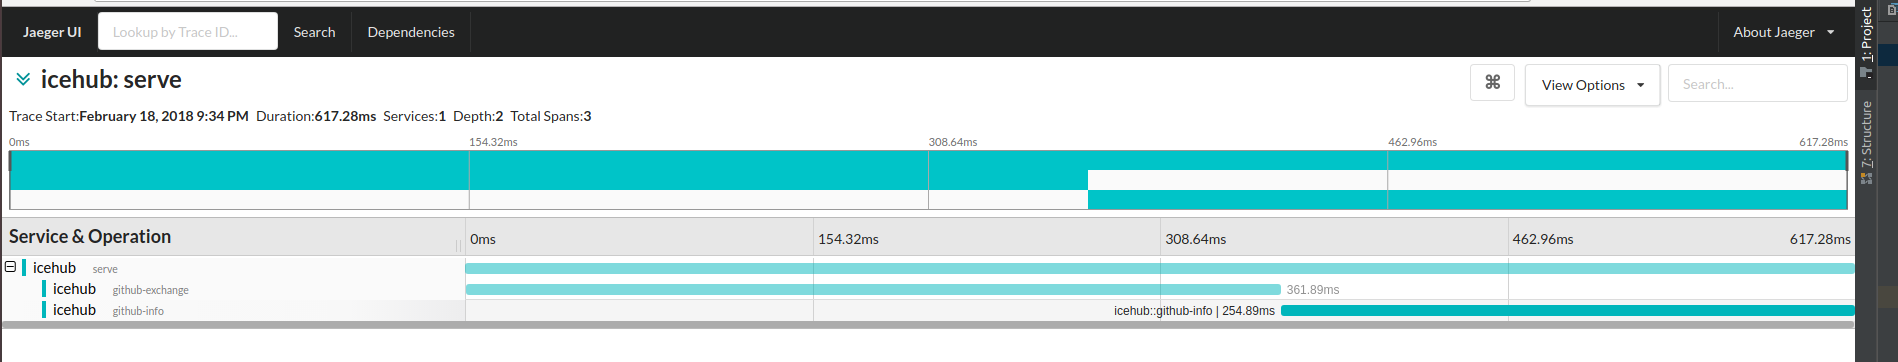 Jaeger UI Lookup by Trace ID... Search Dependencies About Jaeger
icehub: serve ⌘ View Options Search...
Trace Start:February 18, 2018 9:34 PM Duration:617.28ms Services:1 Depth:2 Total Spans:3
0ms 154.32ms 308.64ms 462.96ms 617.28ms
Service & Operation 0ms 154.32ms 308.64ms 462.96ms 617.28ms
icehub serve
icehub github-exchange 361.89ms
icehub github-info icehub::github-info | 254.89ms
1: Project
7: Structure